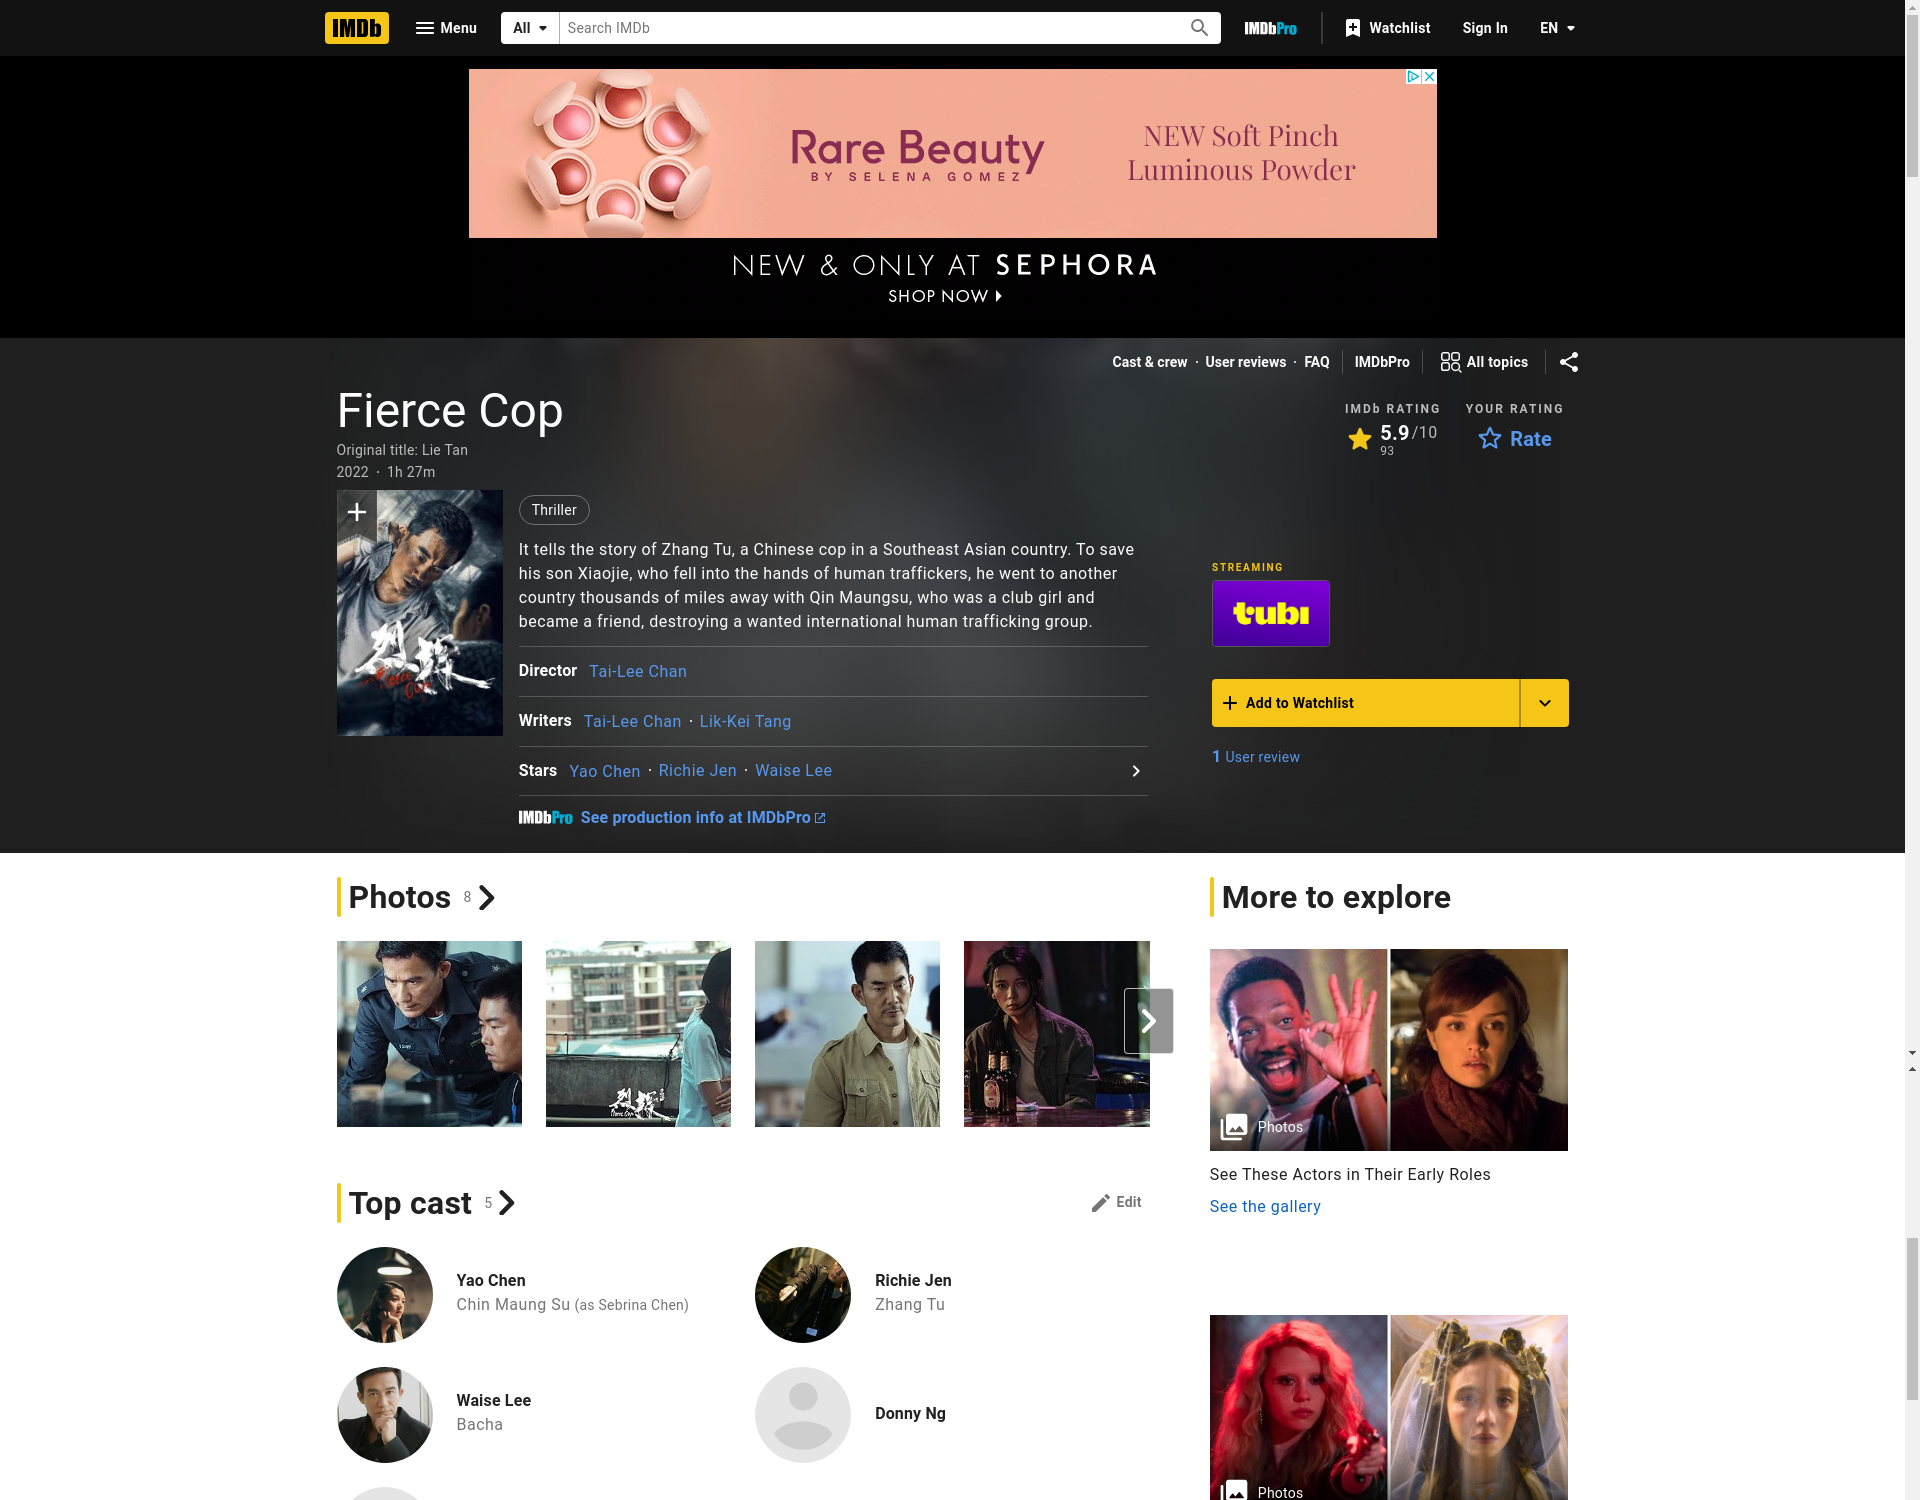 IMDb
Menu
All
Search IMDb
IMDbPro
Watchlist
Sign In
EN
Rare Beauty
BY SELENA GOMEZ
NEW Soft Pinch
Luminous Powder
NEW & ONLY AT SEPHORA
SHOP NOW
Cast & crew · User reviews · FAQ
IMDbPro
All topics
Fierce Cop
Original title: Lie Tan
2022 · 1h 27m
IMDb RATING
5.9/10
93
YOUR RATING
Rate
烈探
Fierce Cop
Thriller
It tells the story of Zhang Tu, a Chinese cop in a Southeast Asian country. To save
his son Xiaojie, who fell into the hands of human traffickers, he went to another
country thousands of miles away with Qin Maungsu, who was a club girl and
became a friend, destroying a wanted international human trafficking group.
Director Tai-Lee Chan
Writers Tai-Lee Chan · Lik-Kei Tang
Stars Yao Chen · Richie Jen · Waise Lee
IMDbPro See production info at IMDbPro
STREAMING
tubi
Add to Watchlist
1 User review
Photos 8
烈探
Fierce Cop
Top cast 5
Edit
Yao Chen
Chin Maung Su (as Sebrina Chen)
Richie Jen
Zhang Tu
Waise Lee
Bacha
Donny Ng
More to explore
Photos
See These Actors in Their Early Roles
See the gallery
Photos